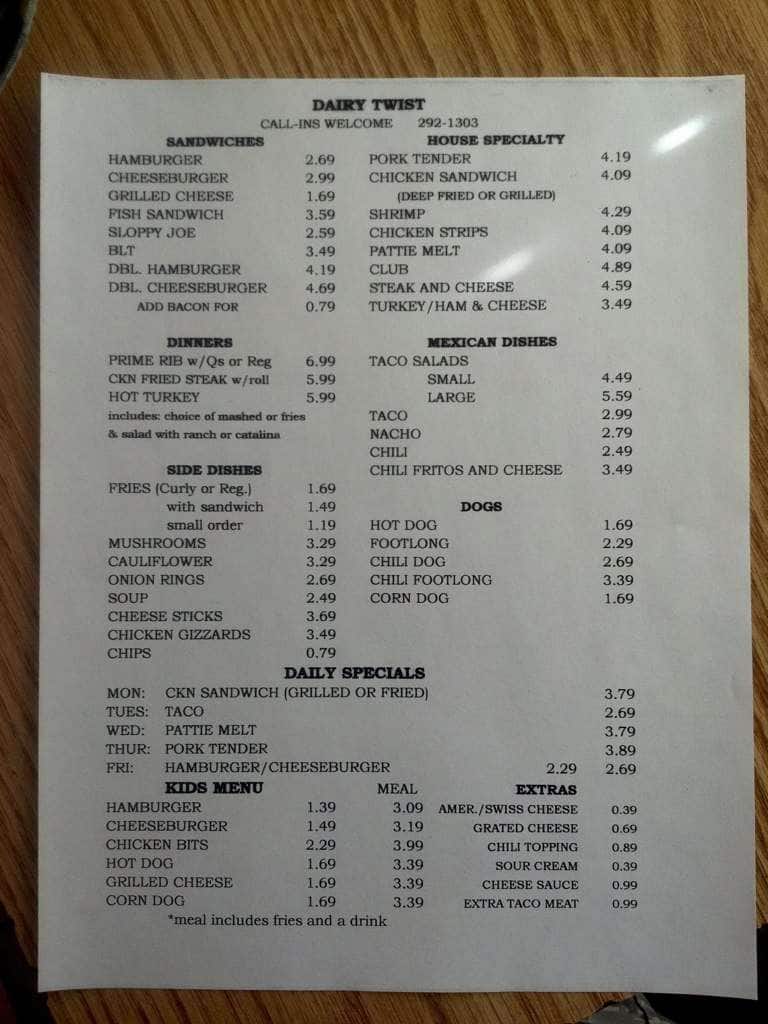 DAIRY TWIST
CALL-INS WELCOME 292-1303
SANDWICHES
HAMBURGER 2.69
CHEESEBURGER 2.99
GRILLED CHEESE 1.69
FISH SANDWICH 3.59
SLOPPY JOE 2.59
BLT 3.49
DBL. HAMBURGER 4.19
DBL. CHEESEBURGER 4.69
ADD BACON FOR 0.79
HOUSE SPECIALTY
PORK TENDER 4.19
CHICKEN SANDWICH 4.09
(DEEP FRIED OR GRILLED)
SHRIMP 4.29
CHICKEN STRIPS 4.09
PATTIE MELT 4.09
CLUB 4.89
STEAK AND CHEESE 4.59
TURKEY/HAM & CHEESE 3.49
DINNERS
PRIME RIB w/Qs or Reg 6.99
CKN FRIED STEAK w/roll 5.99
HOT TURKEY 5.99
includes: choice of mashed or fries
& salad with ranch or catalina
MEXICAN DISHES
TACO SALADS
SMALL 4.49
LARGE 5.59
TACO 2.99
NACHO 2.79
CHILI 2.49
CHILI FRITOS AND CHEESE 3.49
SIDE DISHES
FRIES (Curly or Reg.) 1.69
with sandwich 1.49
small order 1.19
MUSHROOMS 3.29
CAULIFLOWER 3.29
ONION RINGS 2.69
SOUP 2.49
CHEESE STICKS 3.69
CHICKEN GIZZARDS 3.49
CHIPS 0.79
DOGS
HOT DOG 1.69
FOOTLONG 2.29
CHILI DOG 2.69
CHILI FOOTLONG 3.39
CORN DOG 1.69
DAILY SPECIALS
MON: CKN SANDWICH (GRILLED OR FRIED) 3.79
TUES: TACO 2.69
WED: PATTIE MELT 3.79
THUR: PORK TENDER 3.89
FRI: HAMBURGER/CHEESEBURGER 2.29 2.69
KIDS MENU MEAL
HAMBURGER 1.39 3.09
CHEESEBURGER 1.49 3.19
CHICKEN BITS 2.29 3.99
HOT DOG 1.69 3.39
GRILLED CHEESE 1.69 3.39
CORN DOG 1.69 3.39
*meal includes fries and a drink
EXTRAS
AMER./SWISS CHEESE 0.39
GRATED CHEESE 0.69
CHILI TOPPING 0.89
SOUR CREAM 0.39
CHEESE SAUCE 0.99
EXTRA TACO MEAT 0.99